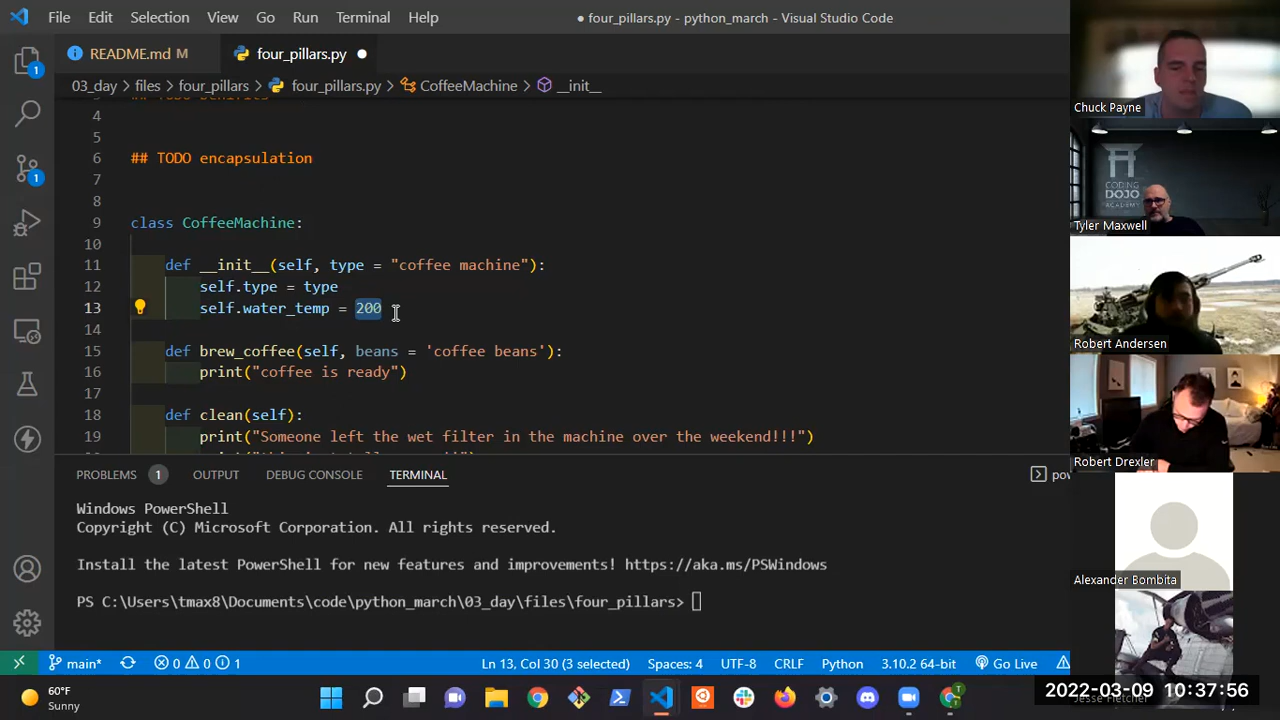 File Edit Selection View Go Run Terminal Help
● four_pillars.py - python_march - Visual Studio Code
README.md M
four_pillars.py ●
03_day › files › four_pillars › four_pillars.py › CoffeeMachine › __init__
4
5
6 ## TODO encapsulation
7
8
9 class CoffeeMachine:
10
11 def __init__(self, type = "coffee machine"):
12 self.type = type
13 self.water_temp = 200
14
15 def brew_coffee(self, beans = 'coffee beans'):
16 print("coffee is ready")
17
18 def clean(self):
19 print("Someone left the wet filter in the machine over the weekend!!!")
PROBLEMS 1 OUTPUT DEBUG CONSOLE TERMINAL
Windows PowerShell
Copyright (C) Microsoft Corporation. All rights reserved.
Install the latest PowerShell for new features and improvements! https://aka.ms/PSWindows
PS C:\Users\tmax8\Documents\code\python_march\03_day\files\four_pillars>
main* 0 0 1 Ln 13, Col 30 (3 selected) Spaces: 4 UTF-8 CRLF Python 3.10.2 64-bit Go Live
60°F
Sunny
Chuck Payne
CODING
DOJO
ACADEMY
Tyler Maxwell
Robert Andersen
Robert Drexler
Alexander Bombita
2022-03-09 10:37:56